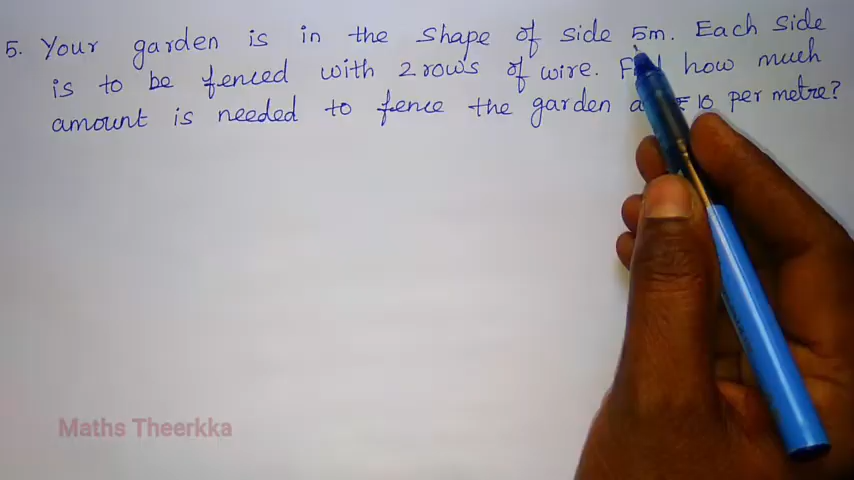 5. Your garden is in the shape of side 5m. Each side
is to be fenced with 2 rows of wire. how much
amount is needed to fence the garden 10 per metre?
Maths Theerkka